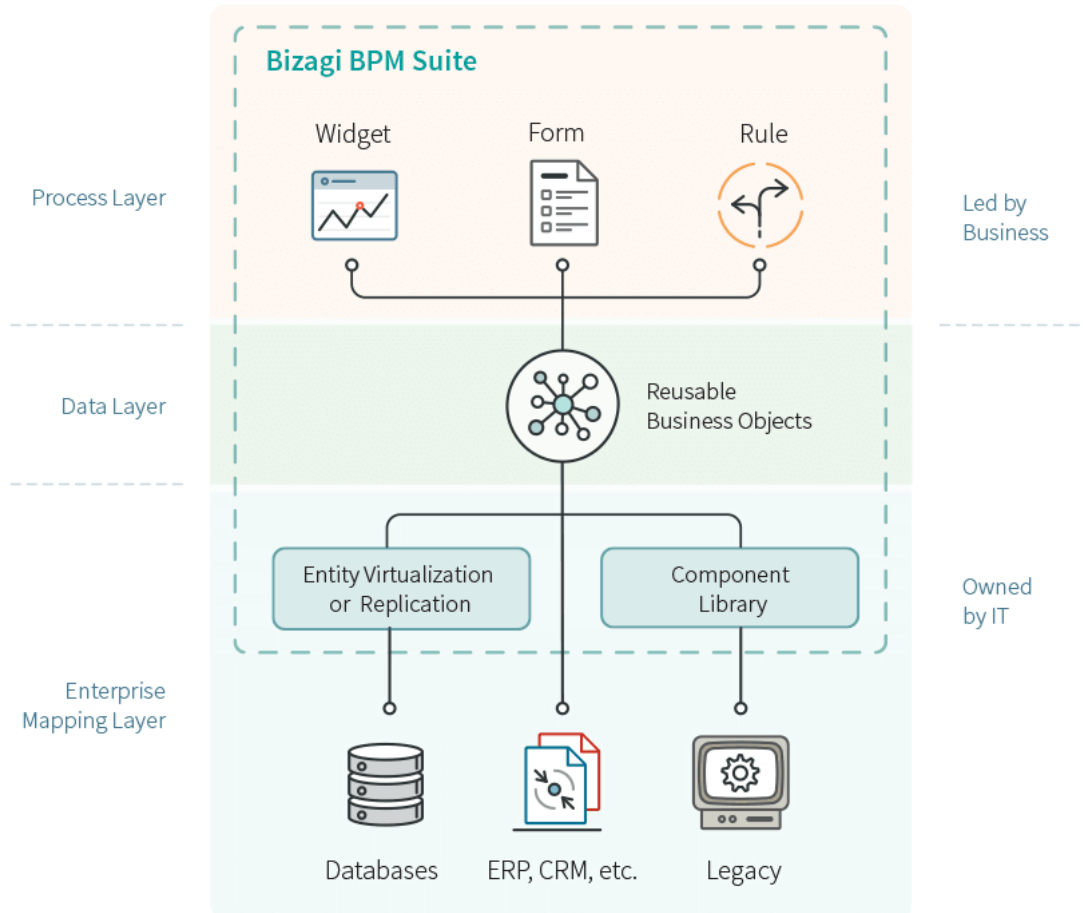 Bizagi BPM Suite
Widget
Form
Rule
Process Layer
Led by
Business
Data Layer
Reusable
Business Objects
Entity Virtualization
or Replication
Component
Library
Owned
by IT
Enterprise
Mapping Layer
Databases
ERP, CRM, etc.
Legacy